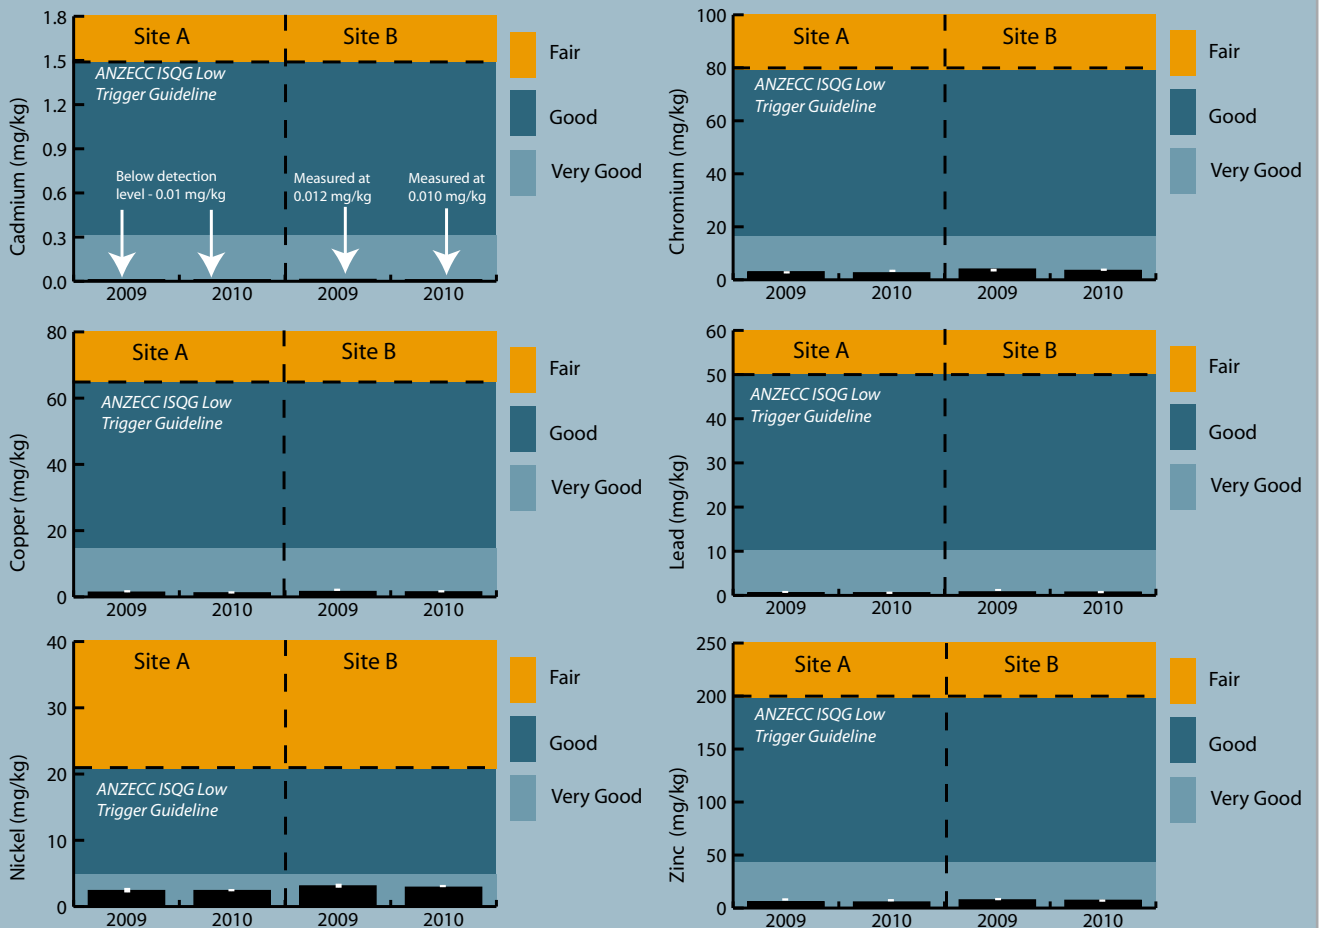 Cadmium (mg/kg)
1.8
1.5
1.2
0.9
0.6
0.3
0.0
Site A
Site B
ANZECC ISQG Low
Trigger Guideline
Below detection
level - 0.01 mg/kg
Measured at
0.012 mg/kg
Measured at
0.010 mg/kg
2009
2010
2009
2010
Fair
Good
Very Good
Chromium (mg/kg)
100
80
60
40
20
0
Site A
Site B
ANZECC ISQG Low
Trigger Guideline
2009
2010
2009
2010
Fair
Good
Very Good
Copper (mg/kg)
80
60
40
20
0
Site A
Site B
ANZECC ISQG Low
Trigger Guideline
2009
2010
2009
2010
Fair
Good
Very Good
Lead (mg/kg)
60
50
40
30
20
10
0
Site A
Site B
ANZECC ISQG Low
Trigger Guideline
2009
2010
2009
2010
Fair
Good
Very Good
Nickel (mg/kg)
40
30
20
10
0
Site A
Site B
ANZECC ISQG Low
Trigger Guideline
2009
2010
2009
2010
Fair
Good
Very Good
Zinc (mg/kg)
250
200
150
100
50
0
Site A
Site B
ANZECC ISQG Low
Trigger Guideline
2009
2010
2009
2010
Fair
Good
Very Good